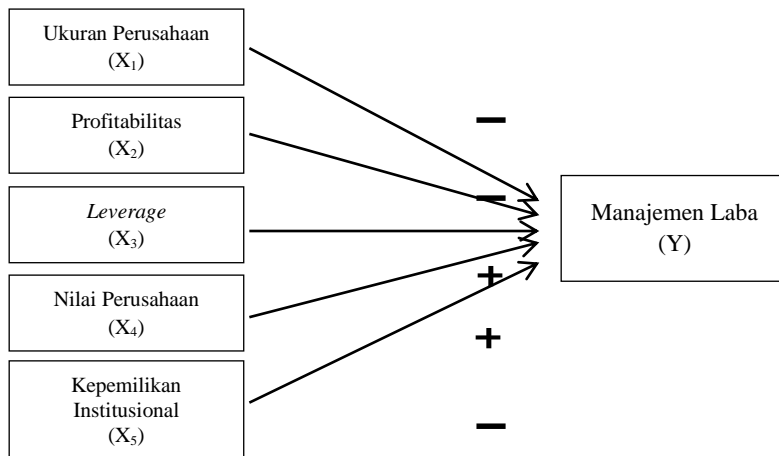 Ukuran Perusahaan
(X₁)
Profitabilitas
(X₂)
Leverage
(X₃)
Nilai Perusahaan
(X₄)
Kepemilikan
Institusional
(X₅)
−
−
+
+
−
Manajemen Laba
(Y)